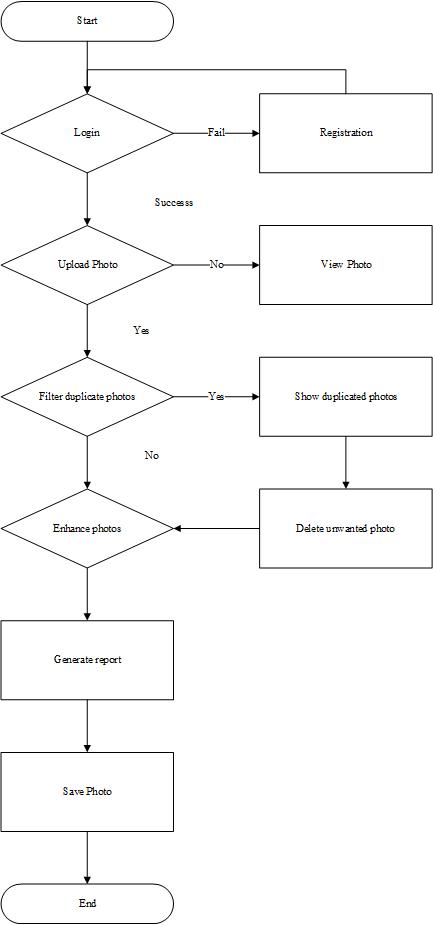 Start
Login
Fail
Registration
Successs
Upload Photo
No
View Photo
Yes
Filter duplicate photos
Yes
Show duplicated photos
No
Enhance photos
Delete unwanted photo
Generate report
Save Photo
End